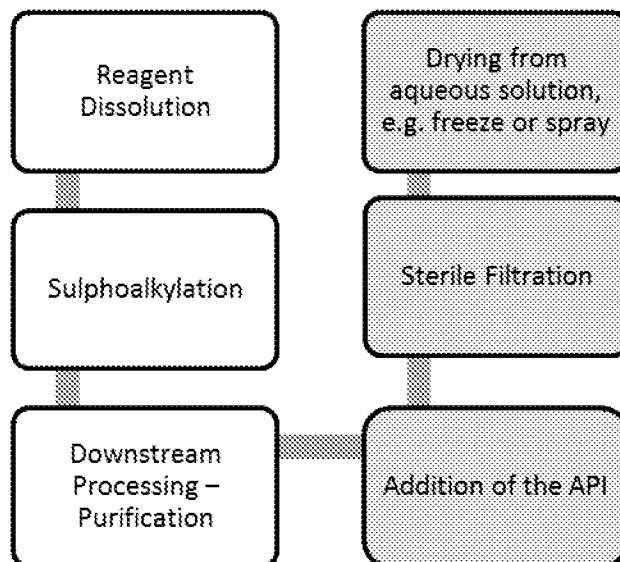 Reagent
Dissolution
Sulphoalkylation
Downstream
Processing –
Purification
Addition of the API
Sterile Filtration
Drying from
aqueous solution,
e.g. freeze or spray